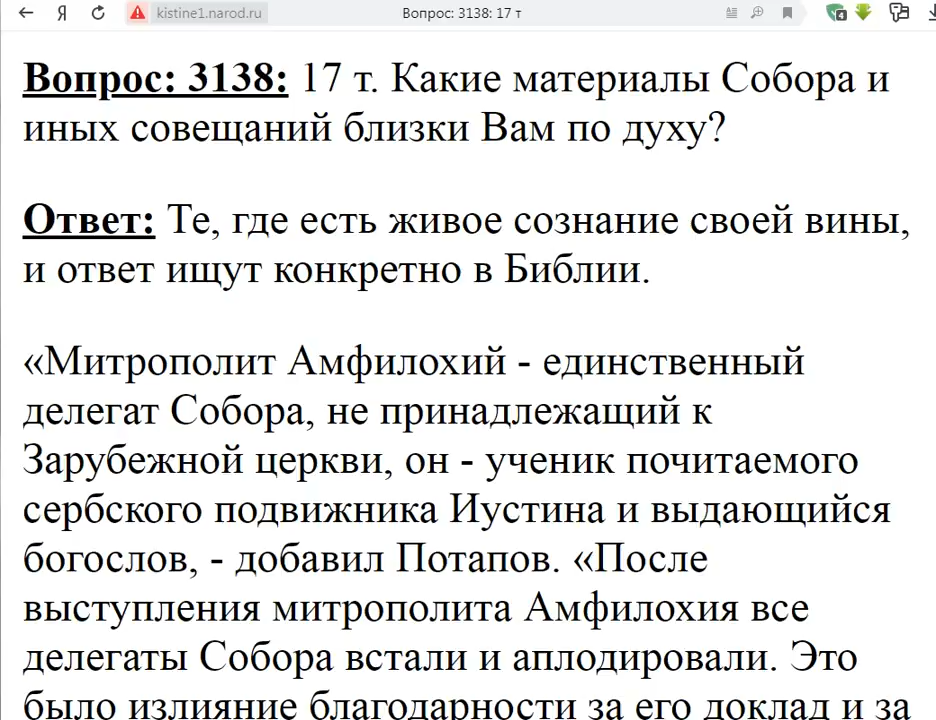 Я kistine1.narod.ru Вопрос: 3138: 17 т 4
Вопрос: 3138: 17 т. Какие материалы Собора и
иных совещаний близки Вам по духу?
Ответ: Те, где есть живое сознание своей вины,
и ответ ищут конкретно в Библии.
«Митрополит Амфилохий - единственный
делегат Собора, не принадлежащий к
Зарубежной церкви, он - ученик почитаемого
сербского подвижника Иустина и выдающийся
богослов, - добавил Потапов. «После
выступления митрополита Амфилохия все
делегаты Собора встали и аплодировали. Это
было излияние благодарности за его доклад и за